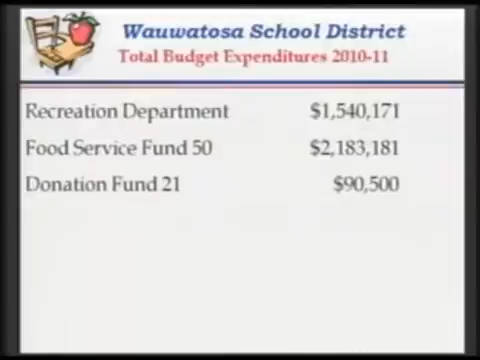 Wauwatosa School District
Total Budget Expenditures 2010-11
Recreation Department $1,540,171
Food Service Fund 50 $2,183,181
Donation Fund 21 $90,500